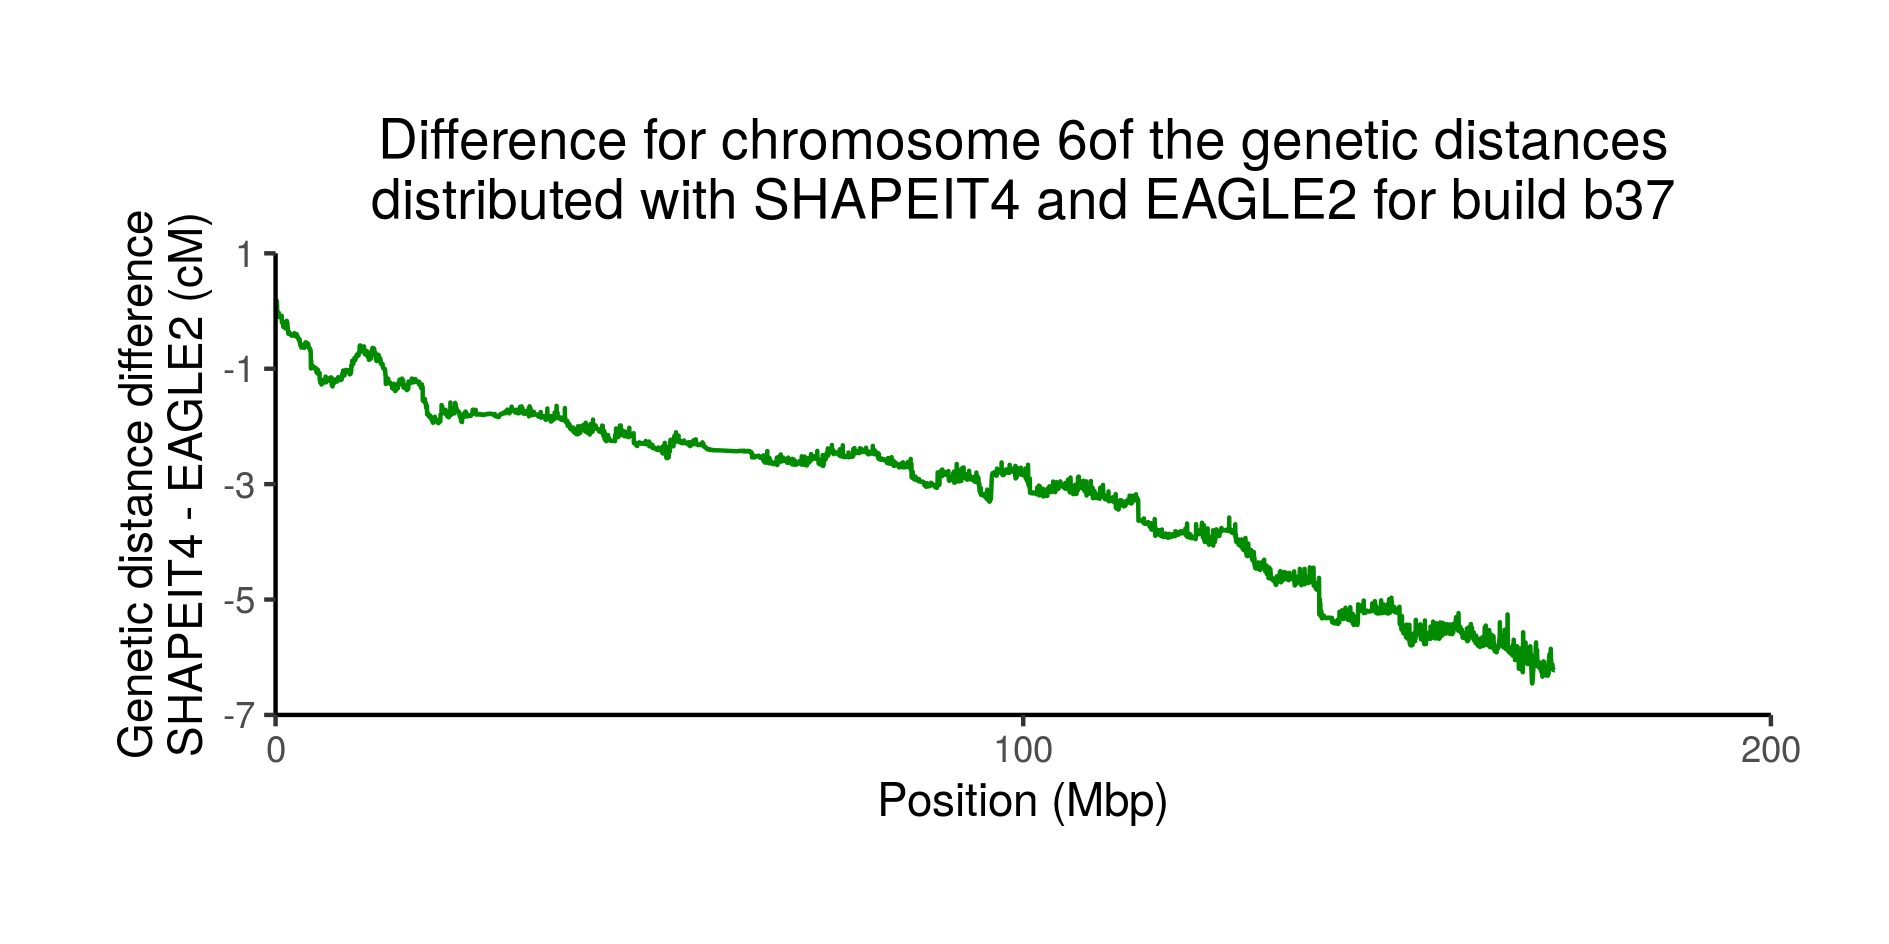 Difference for chromosome 6of the genetic distances
distributed with SHAPEIT4 and EAGLE2 for build b37
Genetic distance difference
SHAPEIT4 - EAGLE2 (cM)
1
-1
-3
-5
-7
0
100
200
Position (Mbp)